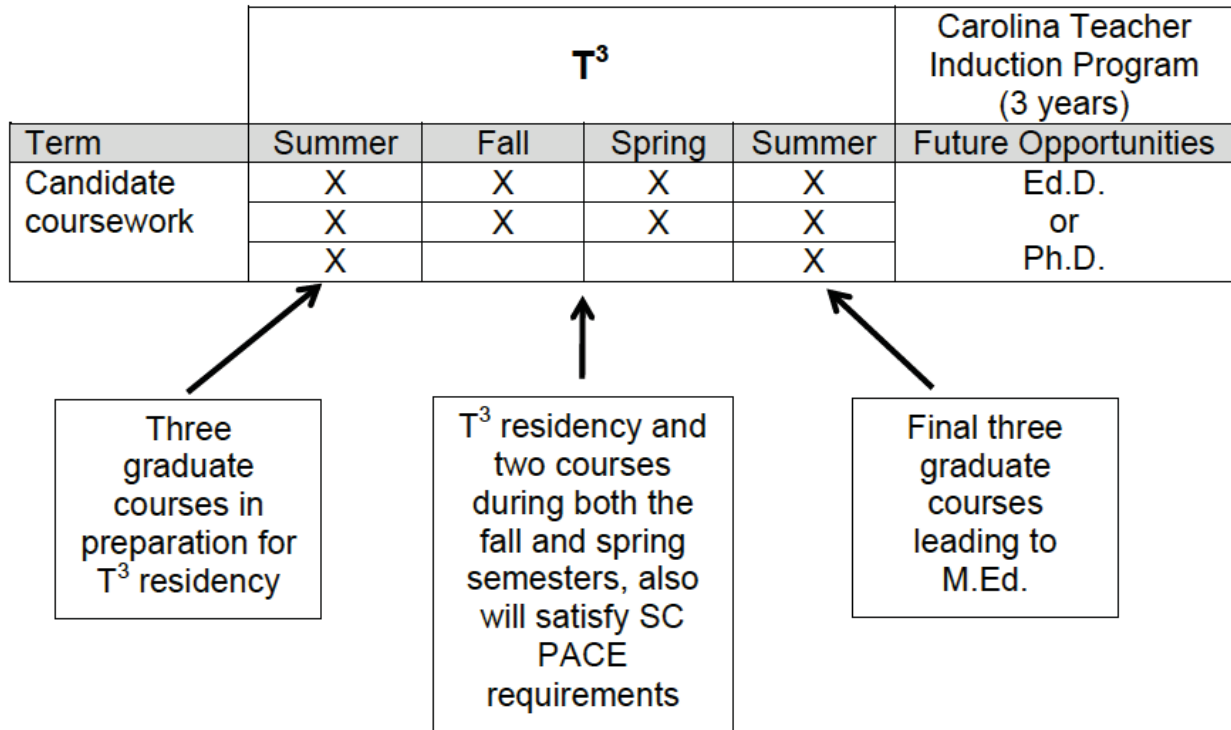 T³
Carolina Teacher
Induction Program
(3 years)
Term Summer Fall Spring Summer Future Opportunities
Candidate X X X X Ed.D.
coursework X X X X or
X X Ph.D.
Three
graduate
courses in
preparation for
T³ residency
T³ residency and
two courses
during both the
fall and spring
semesters, also
will satisfy SC
PACE
requirements
Final three
graduate
courses
leading to
M.Ed.